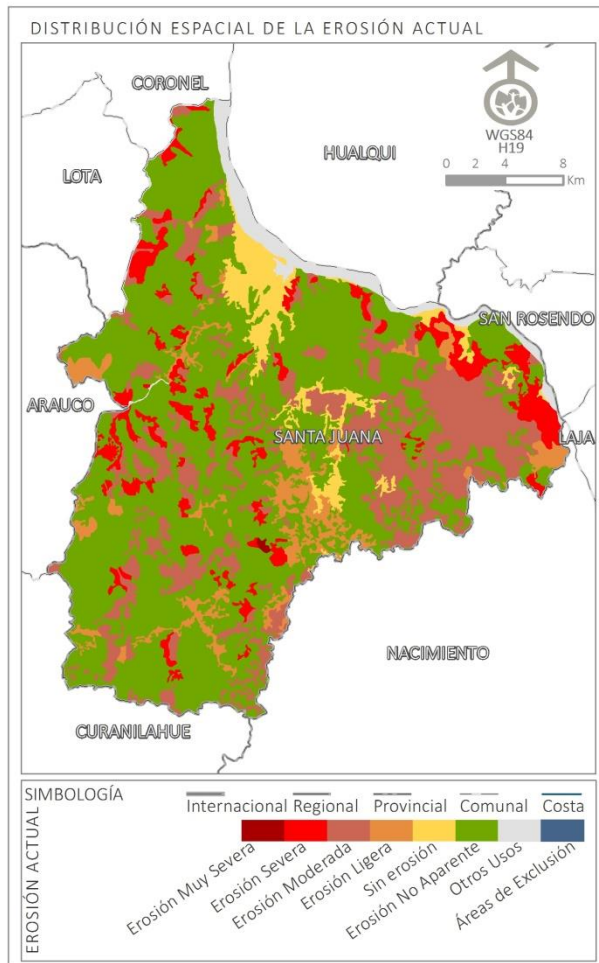 DISTRIBUCIÓN ESPACIAL DE LA EROSIÓN ACTUAL
CORONEL
WGS84
H19
HUALQUI
LOTA
0 2 4 8
Km
SAN ROSENDO
ARAUCO
SANTA JUANA
LAJA
NACIMIENTO
CURANILAHUE
SIMBOLOGÍA
Internacional Regional Provincial Comunal Costa
EROSIÓN ACTUAL
Erosión Muy Severa
Erosión Severa
Erosión Moderada
Erosión Ligera
Sin erosión
Erosión No Aparente
Otros Usos
Áreas de Exclusión